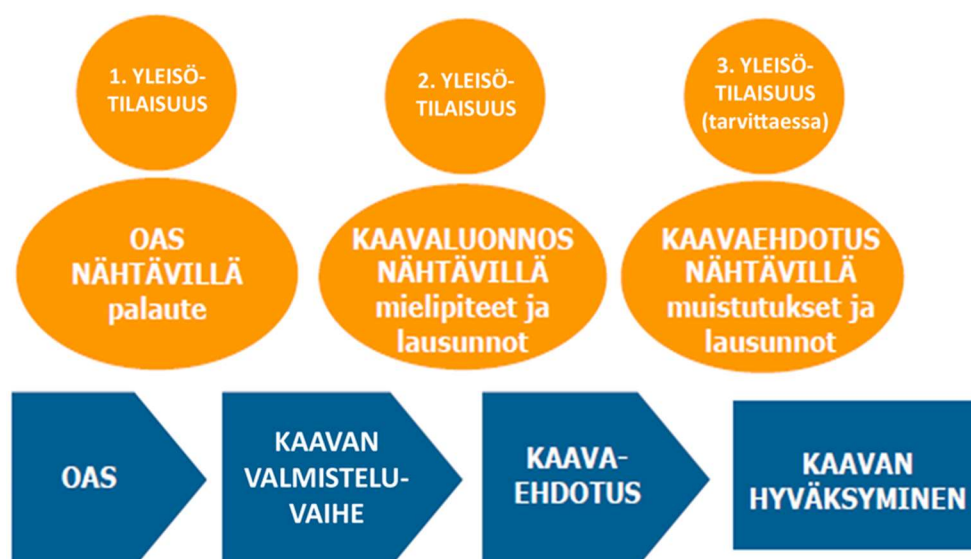 1. YLEISÖ-
TILAISUUS
2. YLEISÖ-
TILAISUUS
3. YLEISÖ-
TILAISUUS
(tarvittaessa)
OAS
NÄHTÄVILLÄ
palaute
KAAVALUONNOS
NÄHTÄVILLÄ
mielipiteet ja
lausunnot
KAAVAEHDOTUS
NÄHTÄVILLÄ
muistutukset ja
lausunnot
OAS
KAAVAN
VALMISTELU-
VAIHE
KAAVA-
EHDOTUS
KAAVAN
HYVÄKSYMINEN